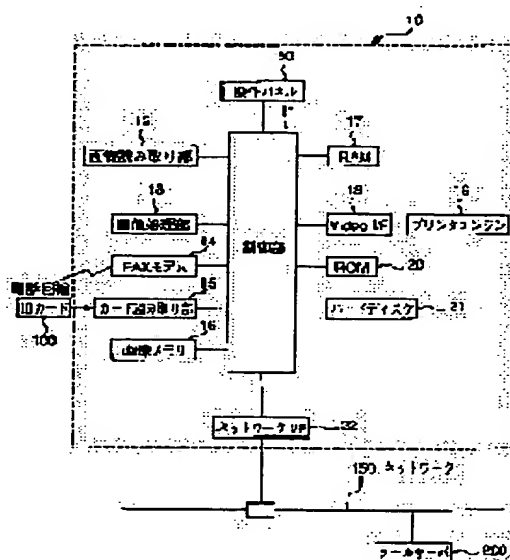 10
操作パネル
17
画像読み取り部
RAM
18
19
画像処理部
制御部
Video I/F
プリンタエンジン
14
FAXモデム
ROM
20
電話回線
15
IDカード
カード読み取り部
ハードディスク
21
100
16
画像メモリ
ネットワークI/F
150
ネットワーク
メールサーバ
200